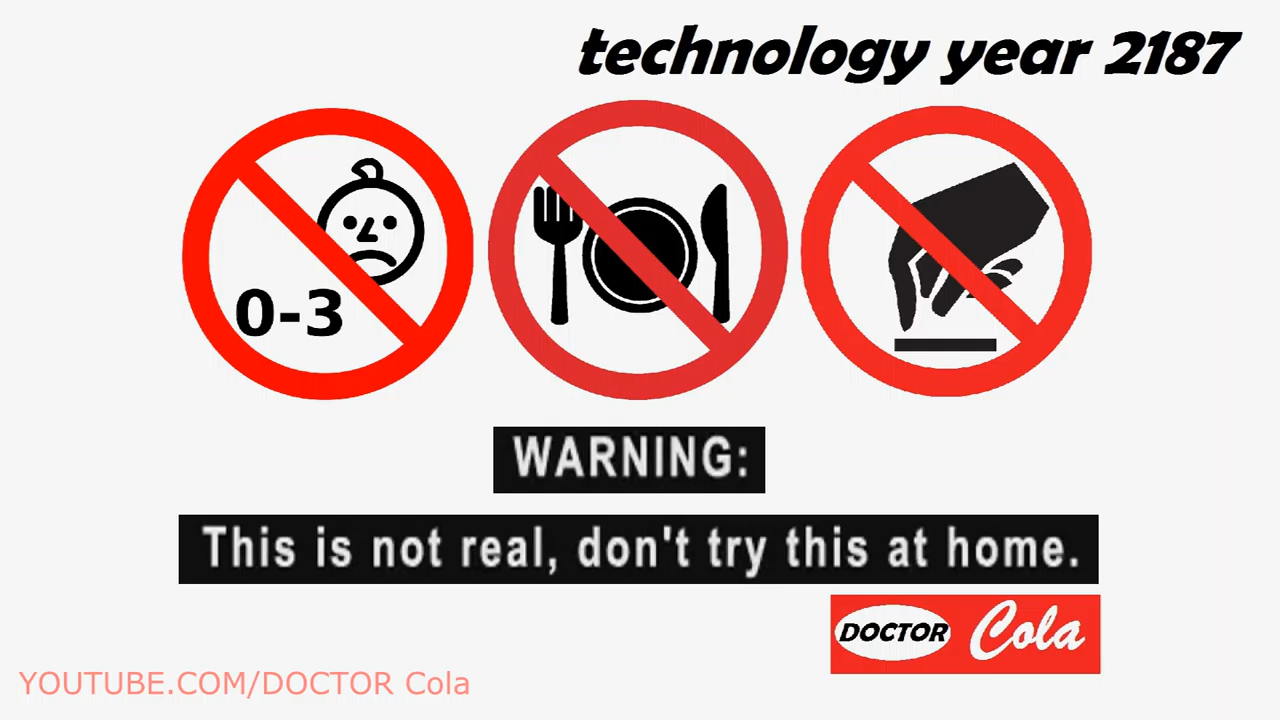 technology year 2187
0-3
WARNING:
This is not real, don't try this at home.
DOCTOR Cola
YOUTUBE.COM/DOCTOR Cola